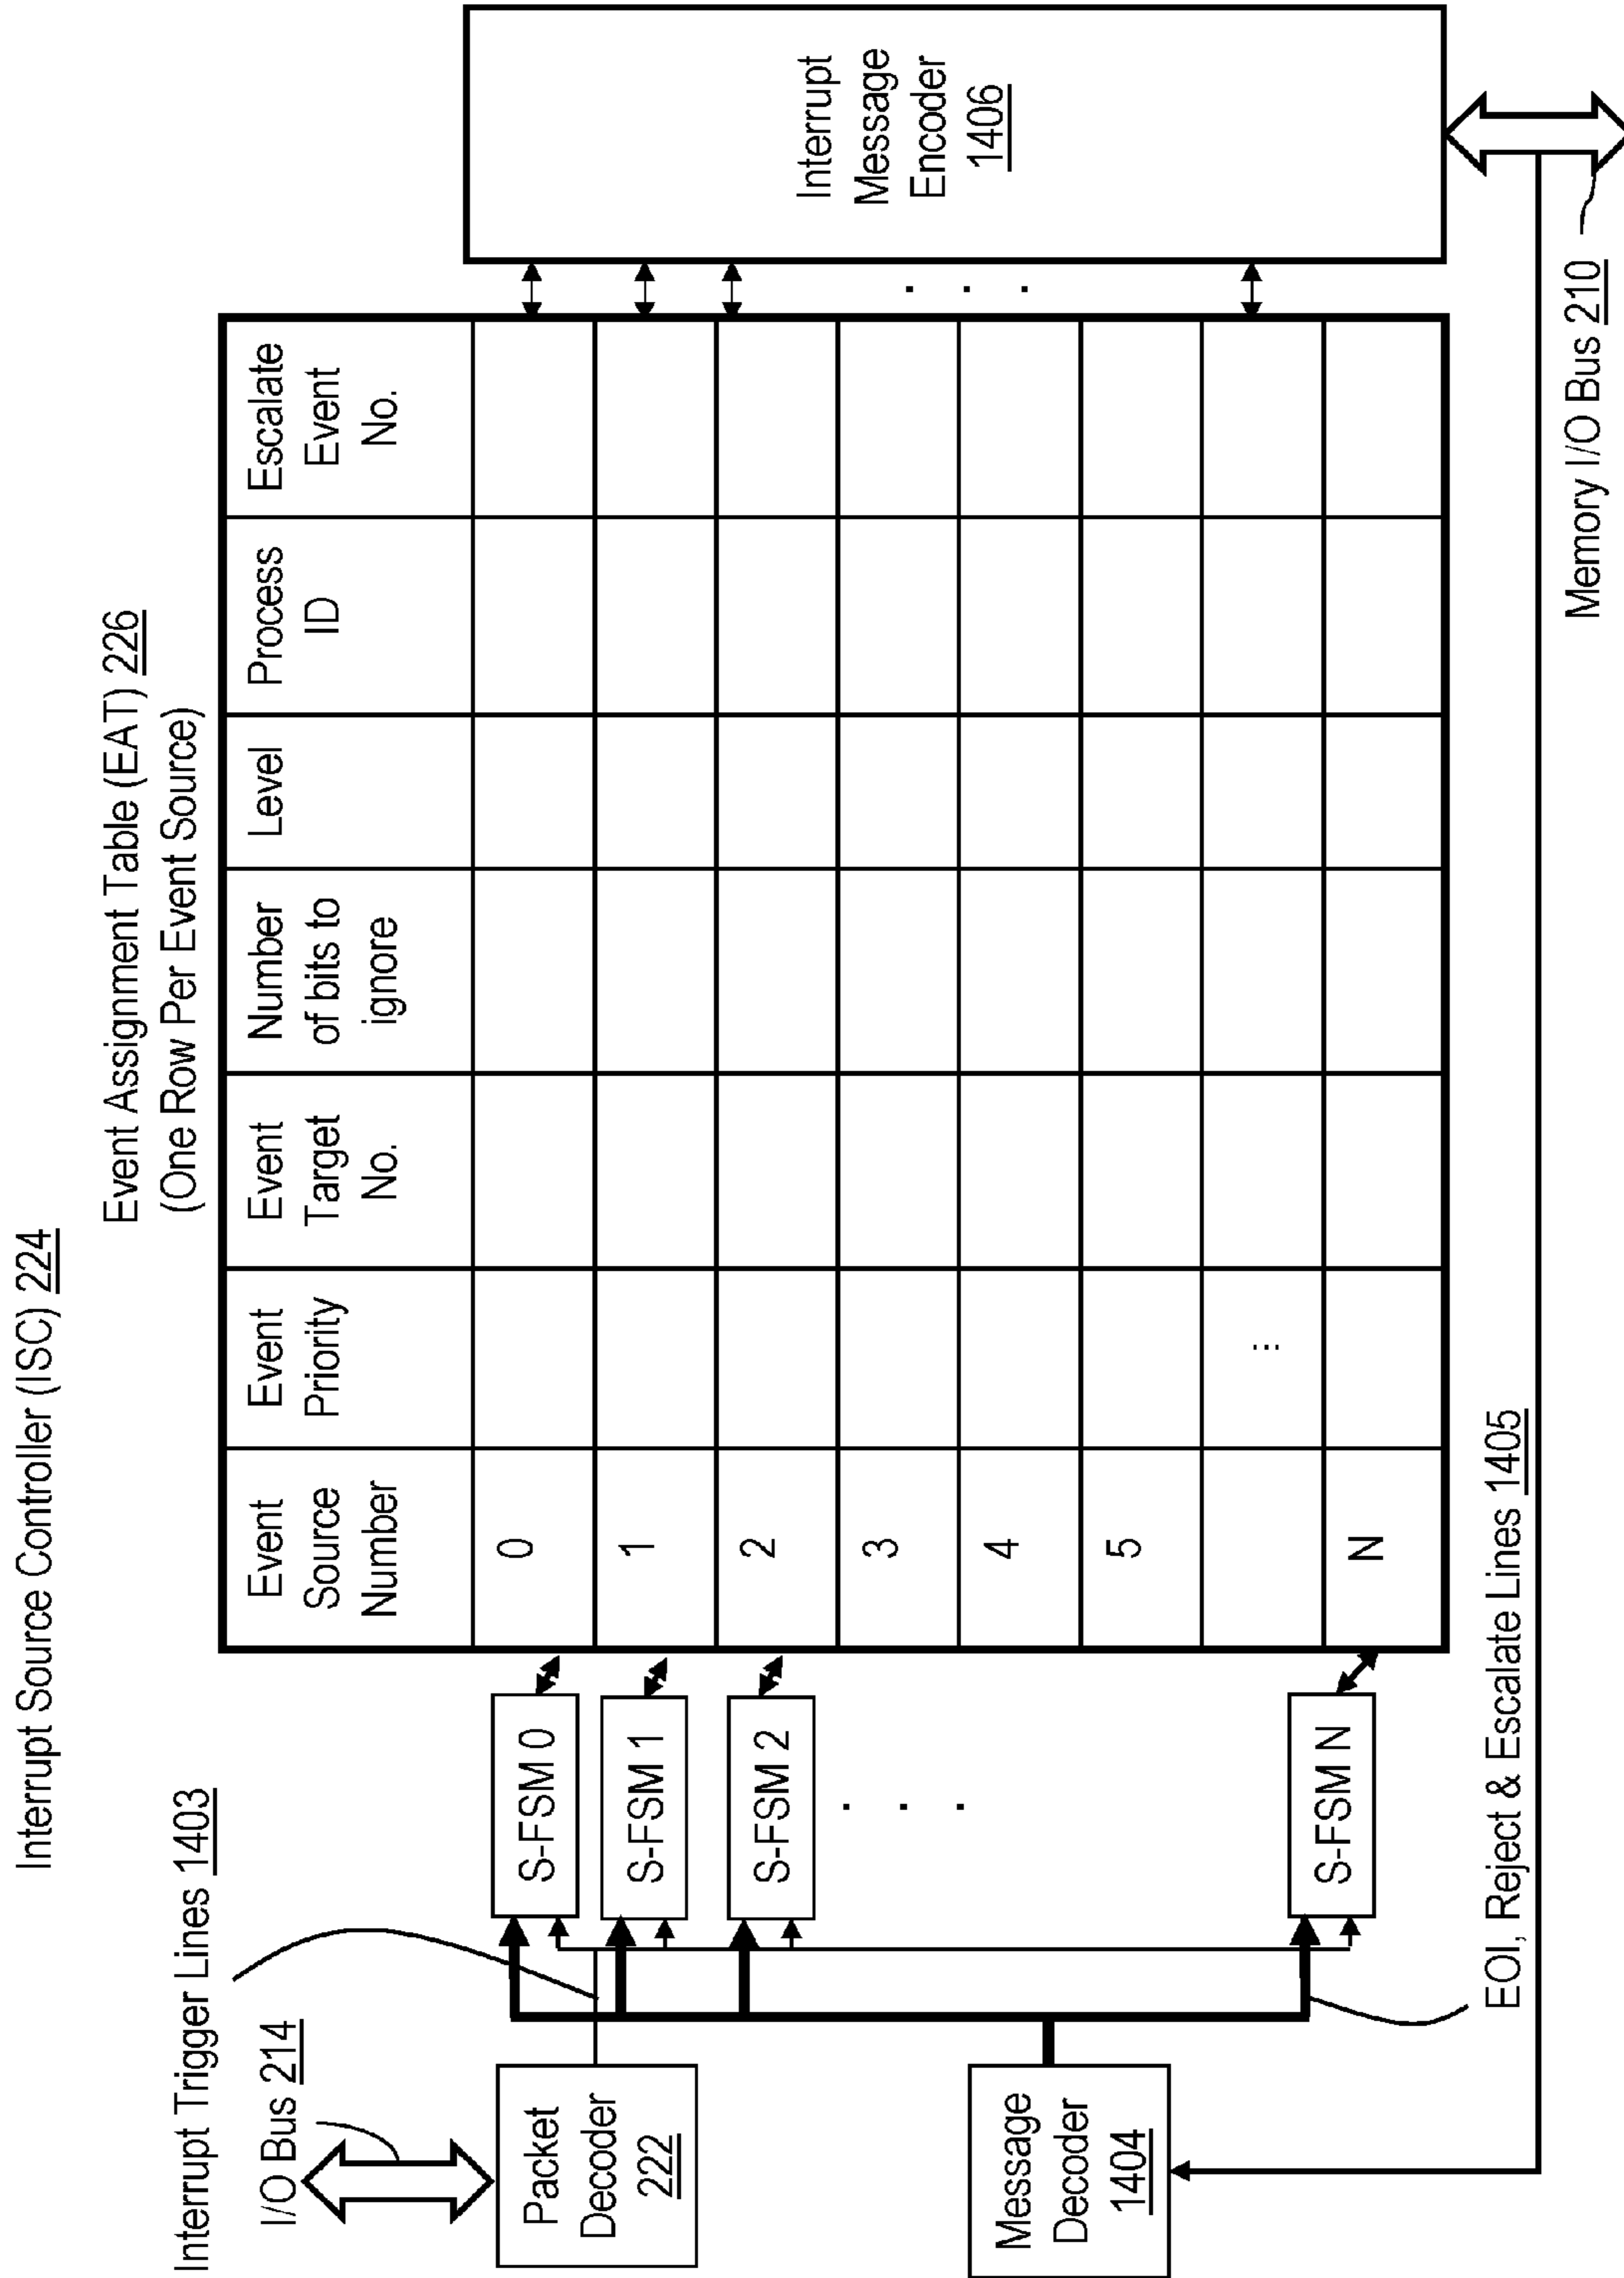 Interrupt Source Controller (ISC) 224
Event Assignment Table (EAT) 226
(One Row Per Event Source)
Interrupt Trigger Lines 1403
I/O Bus 214
Packet
Decoder
222
Message
Decoder
1404
S-FSM 0
S-FSM 1
S-FSM 2
. . .
S-FSM N
EOI, Reject & Escalate Lines 1405
Event
Source
Number
Event
Priority
Event
Target
No.
Number
of bits to
ignore
Level
Process
ID
Escalate
Event
No.
0
1
2
3
4
5
...
N
. . .
Interrupt
Message
Encoder
1406
Memory I/O Bus 210